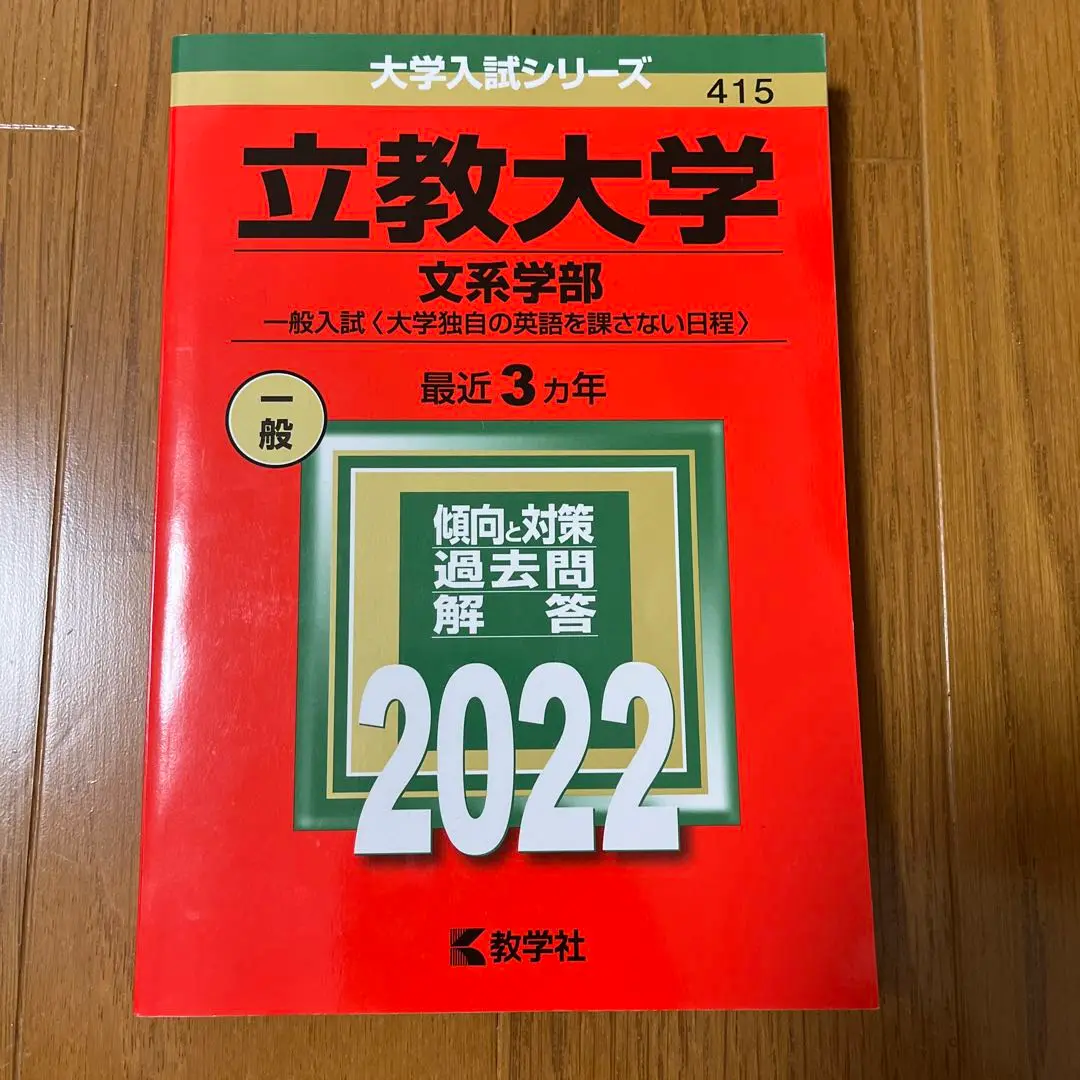 大学入試シリーズ
415
立教大学
文系学部
一般入試〈大学独自の英語を課さない日程〉
最近3ヵ年
一般
傾向と対策
過去問
解答
2022
教学社